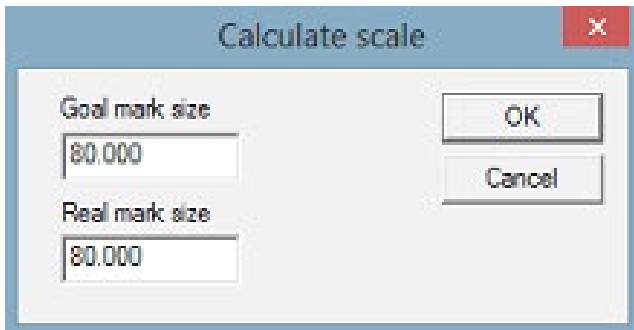 Calculate scale
x
Goal mark size
OK
80.000
Cancel
Real mark size
80.000